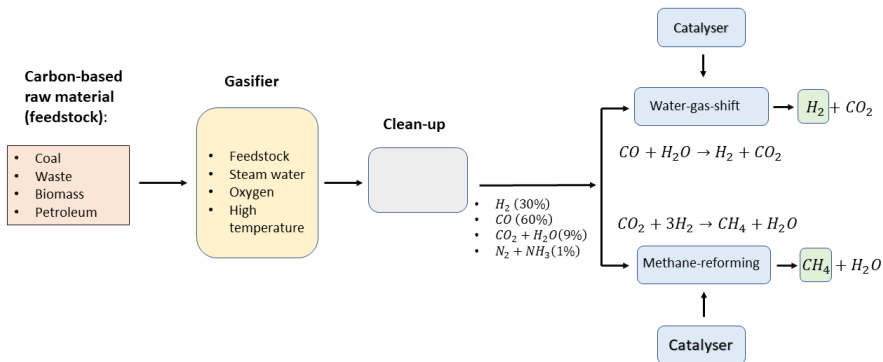 Carbon-based
raw material
(feedstock):
• Coal
• Waste
• Biomass
• Petroleum
Gasifier
• Feedstock
• Steam water
• Oxygen
• High
temperature
Clean-up
• H₂ (30%)
• CO (60%)
• CO₂ + H₂O(9%)
• N₂ + NH₃(1%)
Catalyser
Water-gas-shift
H₂ + CO₂
CO + H₂O → H₂ + CO₂
CO₂ + 3H₂ → CH₄ + H₂O
Methane-reforming
CH₄ + H₂O
Catalyser